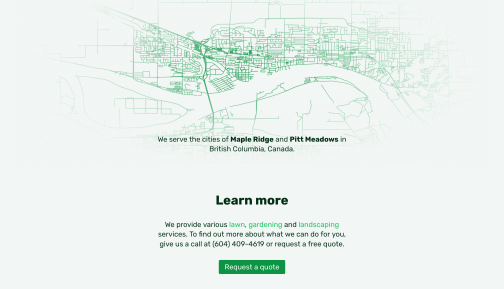 We serve the cities of Maple Ridge and Pitt Meadows in
British Columbia, Canada.
Learn more
We provide various lawn, gardening and landscaping
services. To find out more about what we can do for you,
give us a call at (604) 409-4619 or request a free quote.
Request a quote